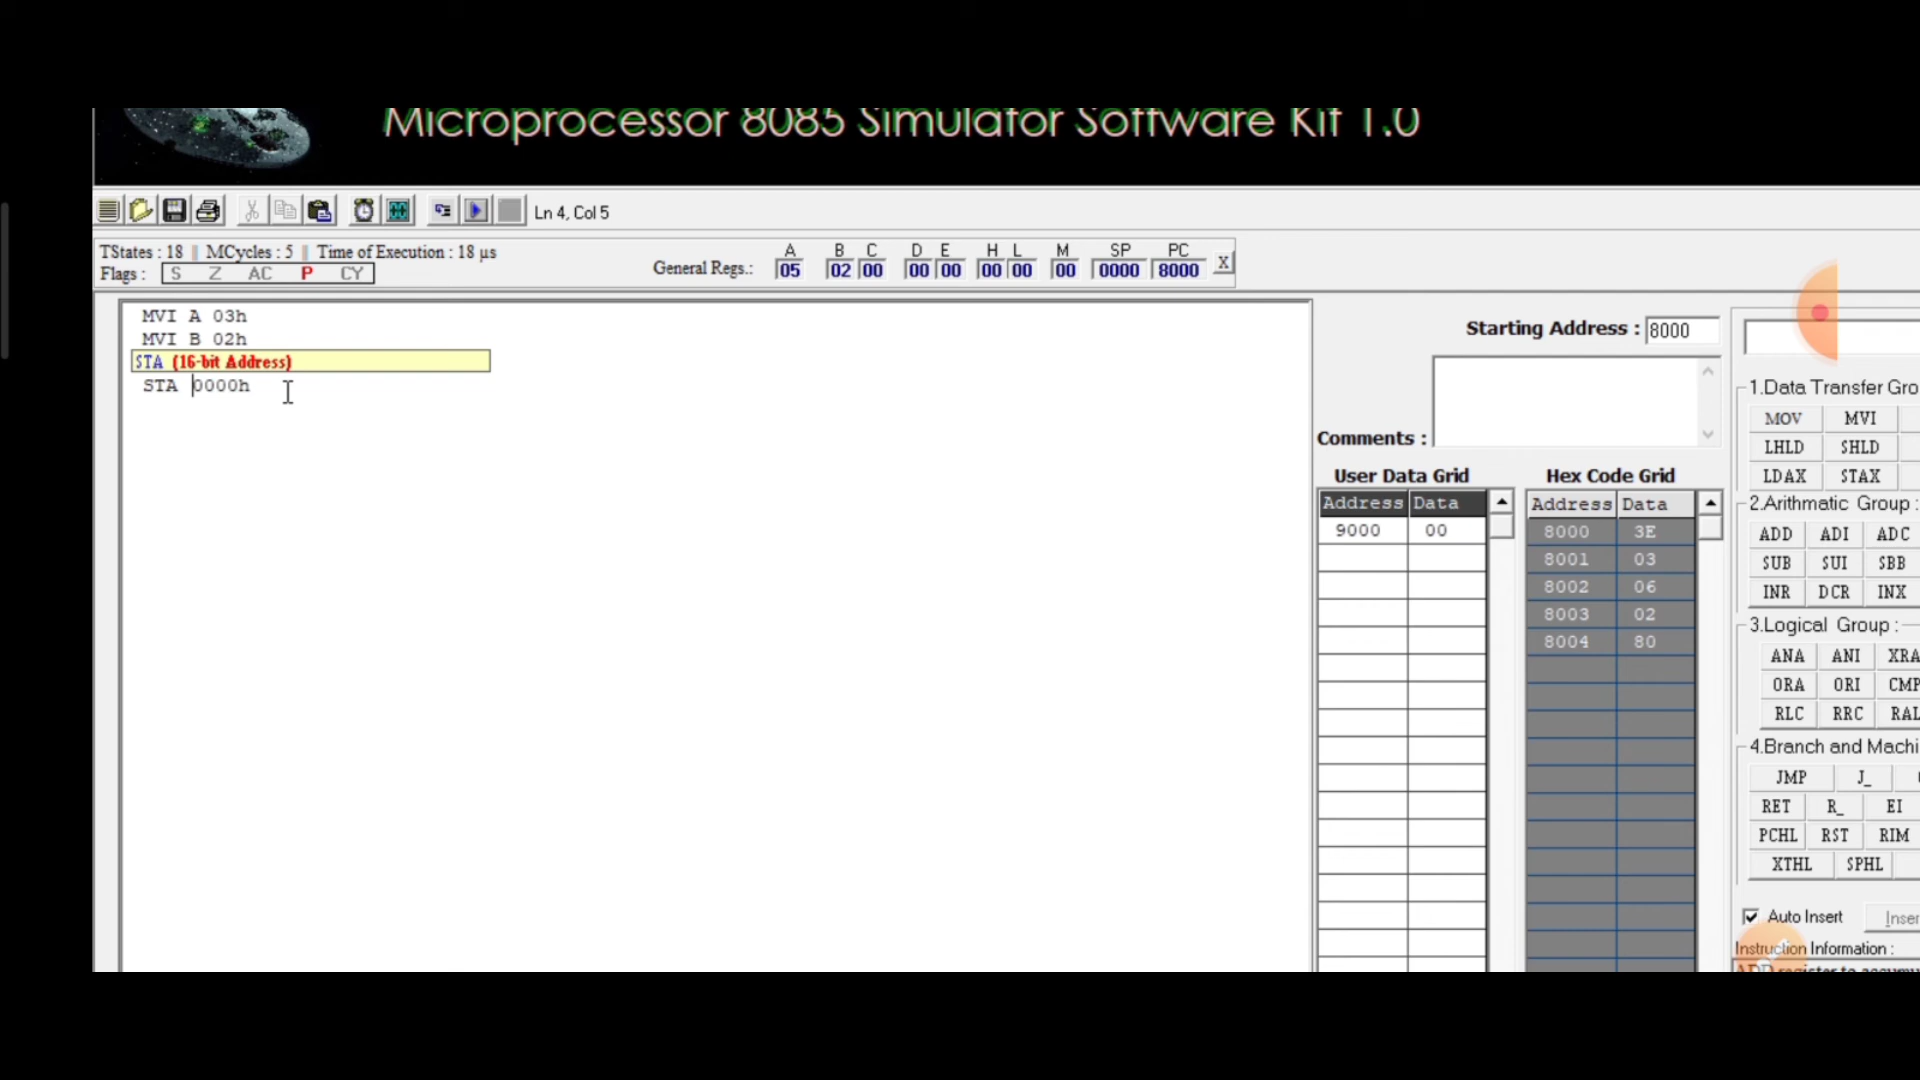 Microprocessor 8085 Simulator Software Kit 1.0
Ln 4, Col 5
TStates : 18 || MCycles : 5 || Time of Execution : 18 µs
Flags : S Z AC P CY
General Regs.:
A B C D E H L M SP PC
05 02 00 00 00 00 00 00 0000 8000 X
MVI A 03h
MVI B 02h
STA (16-bit Address)
STA 0000h
Starting Address : 8000
Comments :
User Data Grid
Address Data
9000 00
Hex Code Grid
Address Data
8000 3E
8001 03
8002 06
8003 02
8004 80
1.Data Transfer Gro
MOV MVI
LHLD SHLD
LDAX STAX
2.Arithmatic Group :
ADD ADI ADC
SUB SUI SBB
INR DCR INX
3.Logical Group :
ANA ANI XRA
ORA ORI CMP
RLC RRC RAL
4.Branch and Machi
JMP J_
RET R_ EI
PCHL RST RIM
XTHL SPHL
Auto Insert Inser
Instruction Information :
ADD register to accumu